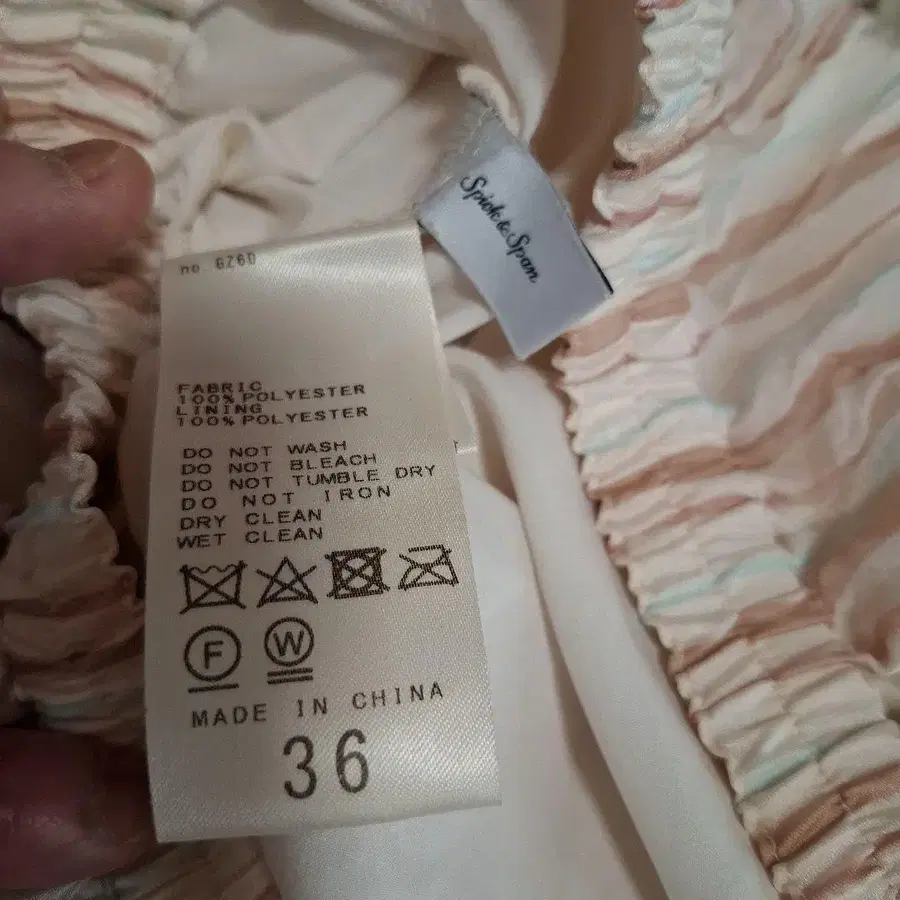 Spick & Span
no. 6260
FABRIC
100% POLYESTER
LINING
100% POLYESTER
DO NOT WASH
DO NOT BLEACH
DO NOT TUMBLE DRY
DO NOT IRON
DRY CLEAN
WET CLEAN
F W
MADE IN CHINA
36